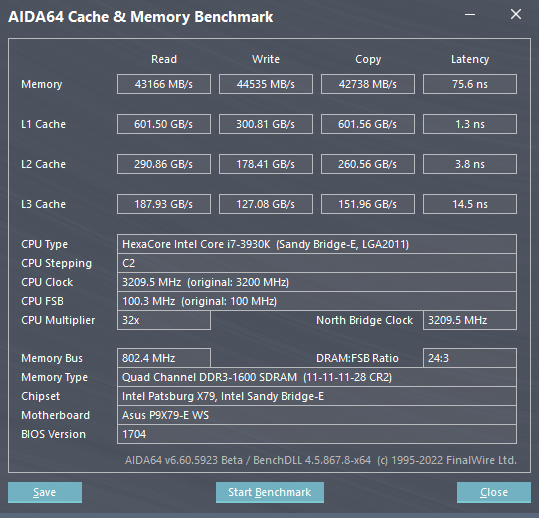 AIDA64 Cache & Memory Benchmark
Read Write Copy Latency
Memory 43166 MB/s 44535 MB/s 42738 MB/s 75.6 ns
L1 Cache 601.50 GB/s 300.81 GB/s 601.56 GB/s 1.3 ns
L2 Cache 290.86 GB/s 178.41 GB/s 260.56 GB/s 3.8 ns
L3 Cache 187.93 GB/s 127.08 GB/s 151.96 GB/s 14.5 ns
CPU Type HexaCore Intel Core i7-3930K (Sandy Bridge-E, LGA2011)
CPU Stepping C2
CPU Clock 3209.5 MHz (original: 3200 MHz)
CPU FSB 100.3 MHz (original: 100 MHz)
CPU Multiplier 32x North Bridge Clock 3209.5 MHz
Memory Bus 802.4 MHz DRAM:FSB Ratio 24:3
Memory Type Quad Channel DDR3-1600 SDRAM (11-11-11-28 CR2)
Chipset Intel Patsburg X79, Intel Sandy Bridge-E
Motherboard Asus P9X79-E WS
BIOS Version 1704
AIDA64 v6.60.5923 Beta / BenchDLL 4.5.867.8-x64 (c) 1995-2022 FinalWire Ltd.
Save Start Benchmark Close